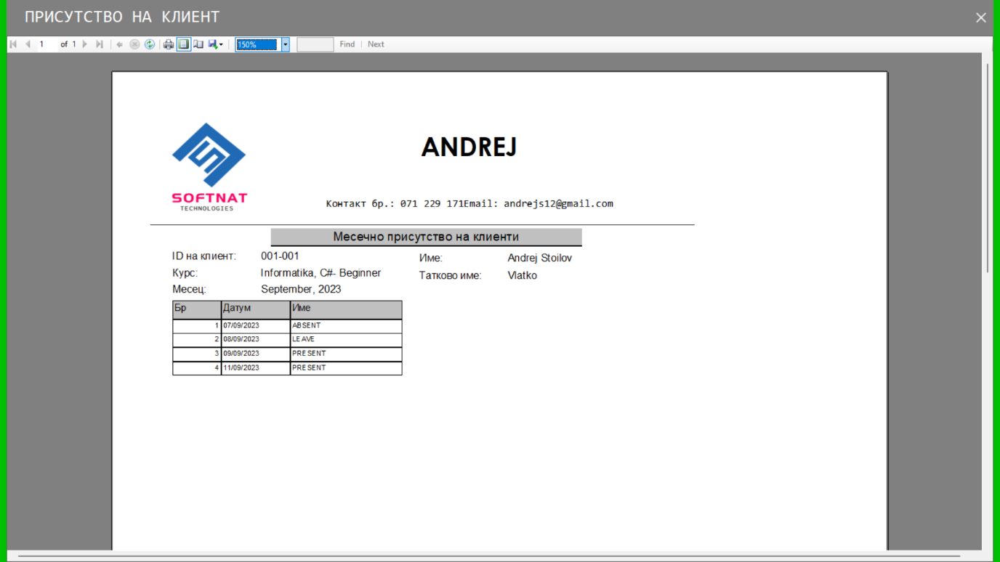 ПРИСУТСТВО НА КЛИЕНТ
1 of 1 150% Find Next
ANDREJ
SOFTNAT
TECHNOLOGIES
Контакт бр.: 071 229 171Email: andrejs12@gmail.com
Месечно присутство на клиенти
ID на клиент: 001-001 Име: Andrej Stoilov
Курс: Informatika, C#- Beginner Татково име: Vlatko
Месец: September, 2023
Бр Датум Име
1 07/09/2023 ABSENT
2 08/09/2023 LEAVE
3 09/09/2023 PRESENT
4 11/09/2023 PRESENT